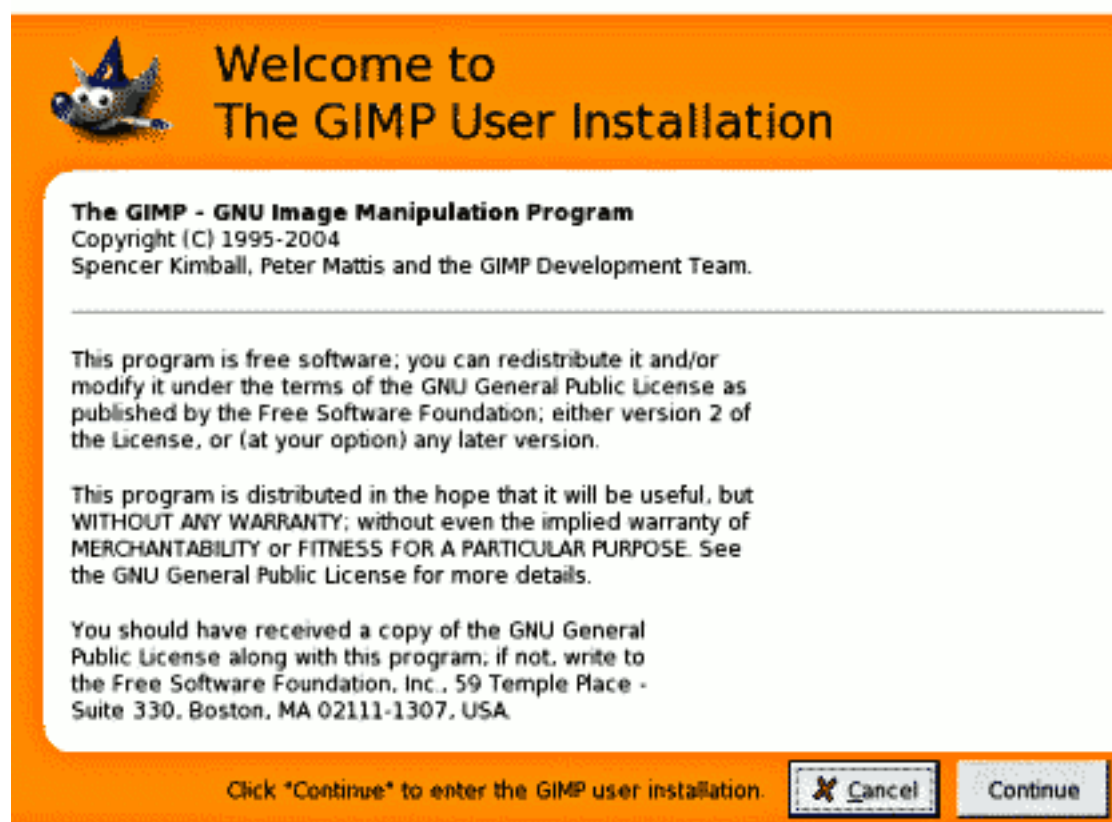 Welcome to
The GIMP User Installation
The GIMP - GNU Image Manipulation Program
Copyright (C) 1995-2004
Spencer Kimball, Peter Mattis and the GIMP Development Team.
This program is free software; you can redistribute it and/or
modify it under the terms of the GNU General Public License as
published by the Free Software Foundation; either version 2 of
the License, or (at your option) any later version.
This program is distributed in the hope that it will be useful, but
WITHOUT ANY WARRANTY; without even the implied warranty of
MERCHANTABILITY or FITNESS FOR A PARTICULAR PURPOSE. See
the GNU General Public License for more details.
You should have received a copy of the GNU General
Public License along with this program; if not, write to
the Free Software Foundation, Inc., 59 Temple Place -
Suite 330, Boston, MA 02111-1307, USA.
Click "Continue" to enter the GIMP user installation.
Cancel
Continue